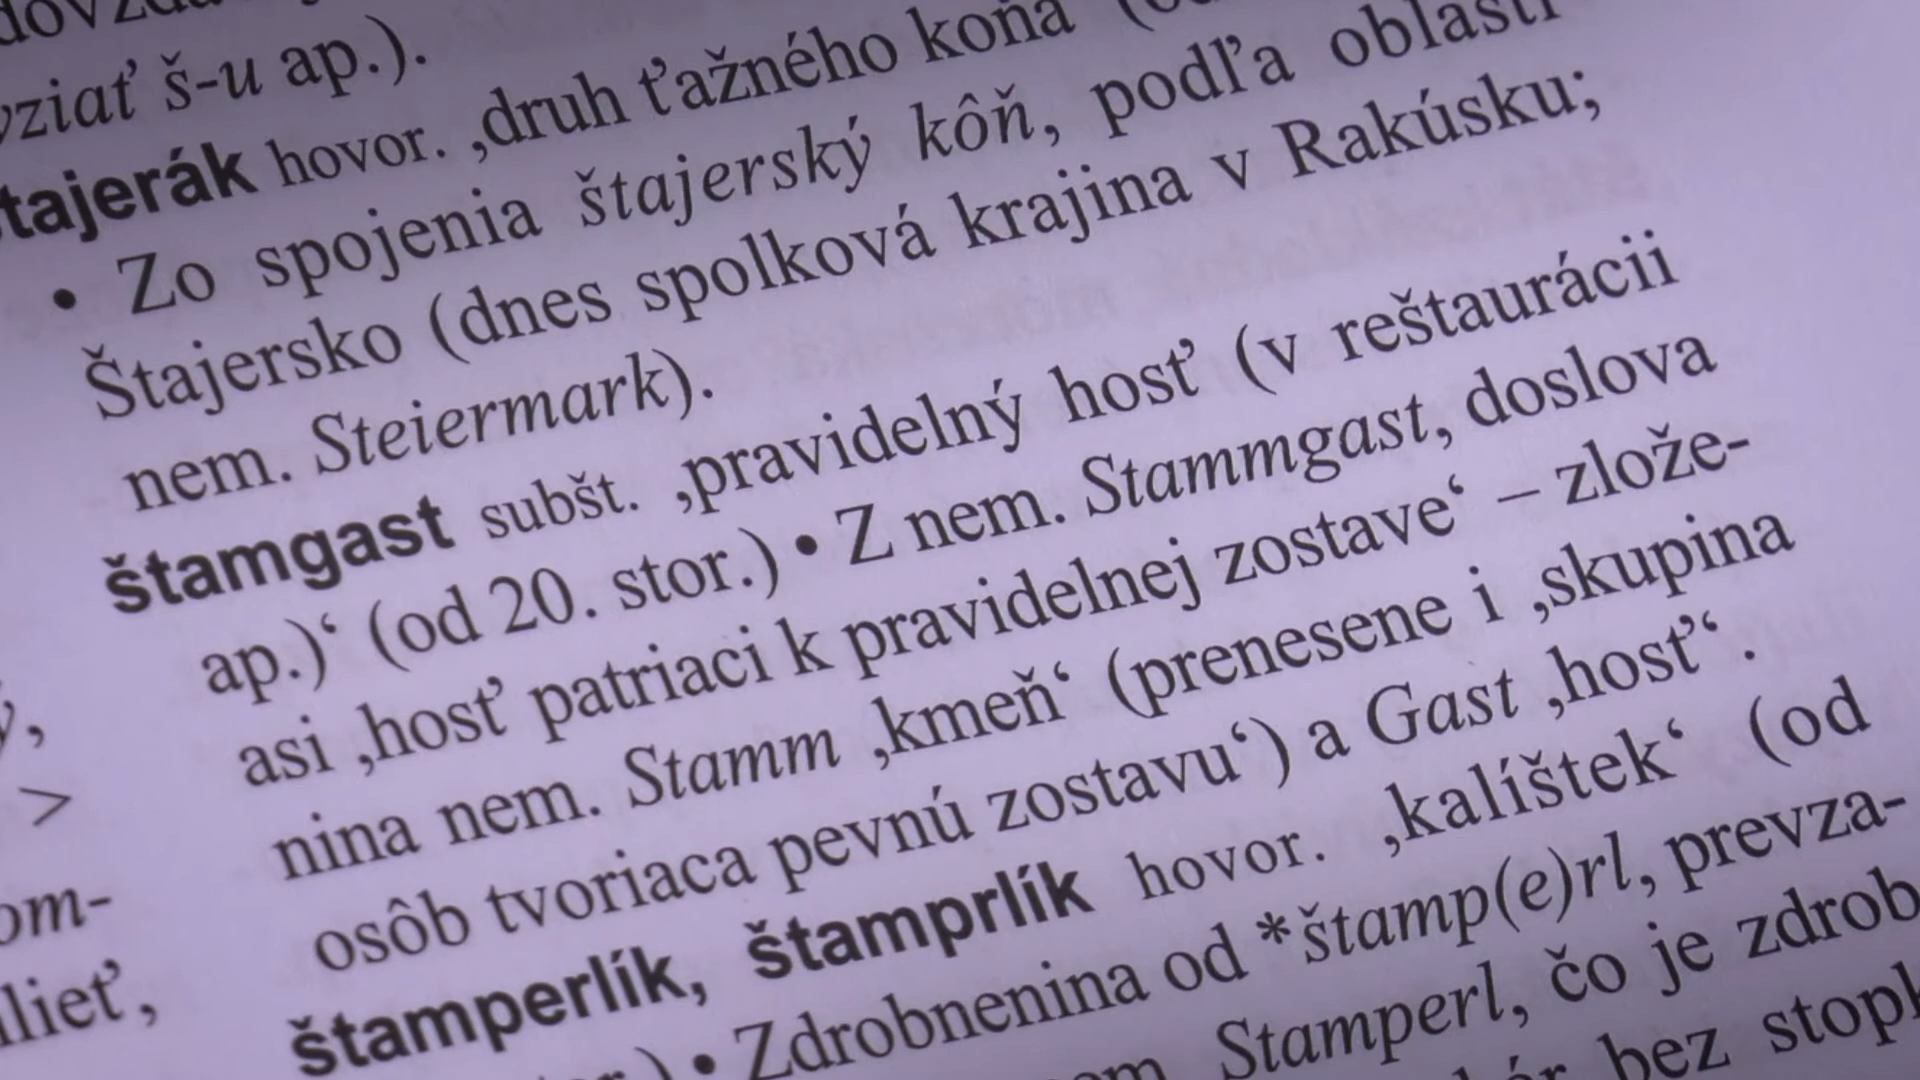 vziať š-u ap.).
štajerák hovor. ‚druh ťažného koňa
• Zo spojenia štajerský kôň, podľa oblasti
Štajersko (dnes spolková krajina v Rakúsku;
nem. Steiermark).
štamgast subšt. ‚pravidelný hosť (v reštaurácii
ap.)‘ (od 20. stor.) • Z nem. Stammgast, doslova
asi ‚hosť patriaci k pravidelnej zostave‘ – zlože-
nina nem. Stamm ‚kmeň‘ (prenesene i ‚skupina
osôb tvoriaca pevnú zostavu‘) a Gast ‚hosť‘.
štamperlík, štamprlík hovor. ‚kalíštek‘ (od
• Zdrobnenina od *štamp(e)rl, prevza-
Stamperl, čo je zdrob
bez stopk
>